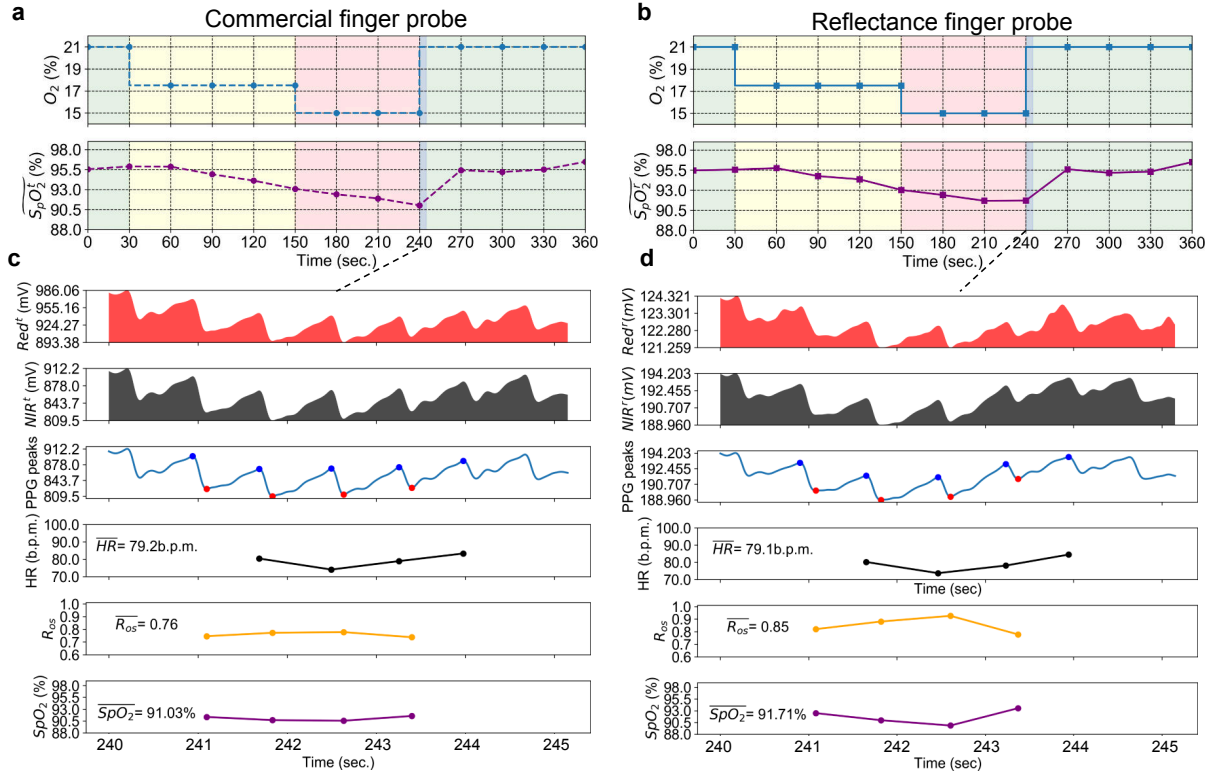 a
Commercial finger probe
O2 (%)
21
19
17
15
SpO2t (%)
98.0
95.5
93.0
90.5
88.0
0 30 60 90 120 150 180 210 240 270 300 330 360
Time (sec.)
b
Reflectance finger probe
O2 (%)
21
19
17
15
SpO2r (%)
98.0
95.5
93.0
90.5
88.0
0 30 60 90 120 150 180 210 240 270 300 330 360
Time (sec.)
c
Redt (mV)
986.06
955.16
924.27
893.38
NIRt (mV)
912.2
878.0
843.7
809.5
PPG peaks
912.2
878.0
843.7
809.5
HR (b.p.m.)
100.0
90.0
80.0
70.0
HR= 79.2b.p.m.
Ros
1.0
0.9
0.8
0.6
Ros= 0.76
SpO2 (%)
98.0
95.5
93.0
90.5
88.0
SpO2= 91.03%
240 241 242 243 244 245
Time (sec.)
d
Redr(mV)
124.321
123.301
122.280
121.259
NIRr(mV)
194.203
192.455
190.707
188.960
PPG peaks
194.203
192.455
190.707
188.960
HR (b.p.m.)
100.0
90.0
80.0
70.0
HR= 79.1b.p.m.
Time (sec)
Ros
1.0
0.9
0.8
0.6
Ros= 0.85
SpO2 (%)
98.0
95.5
93.0
90.5
88.0
SpO2= 91.71%
240 241 242 243 244 245
Time (sec.)